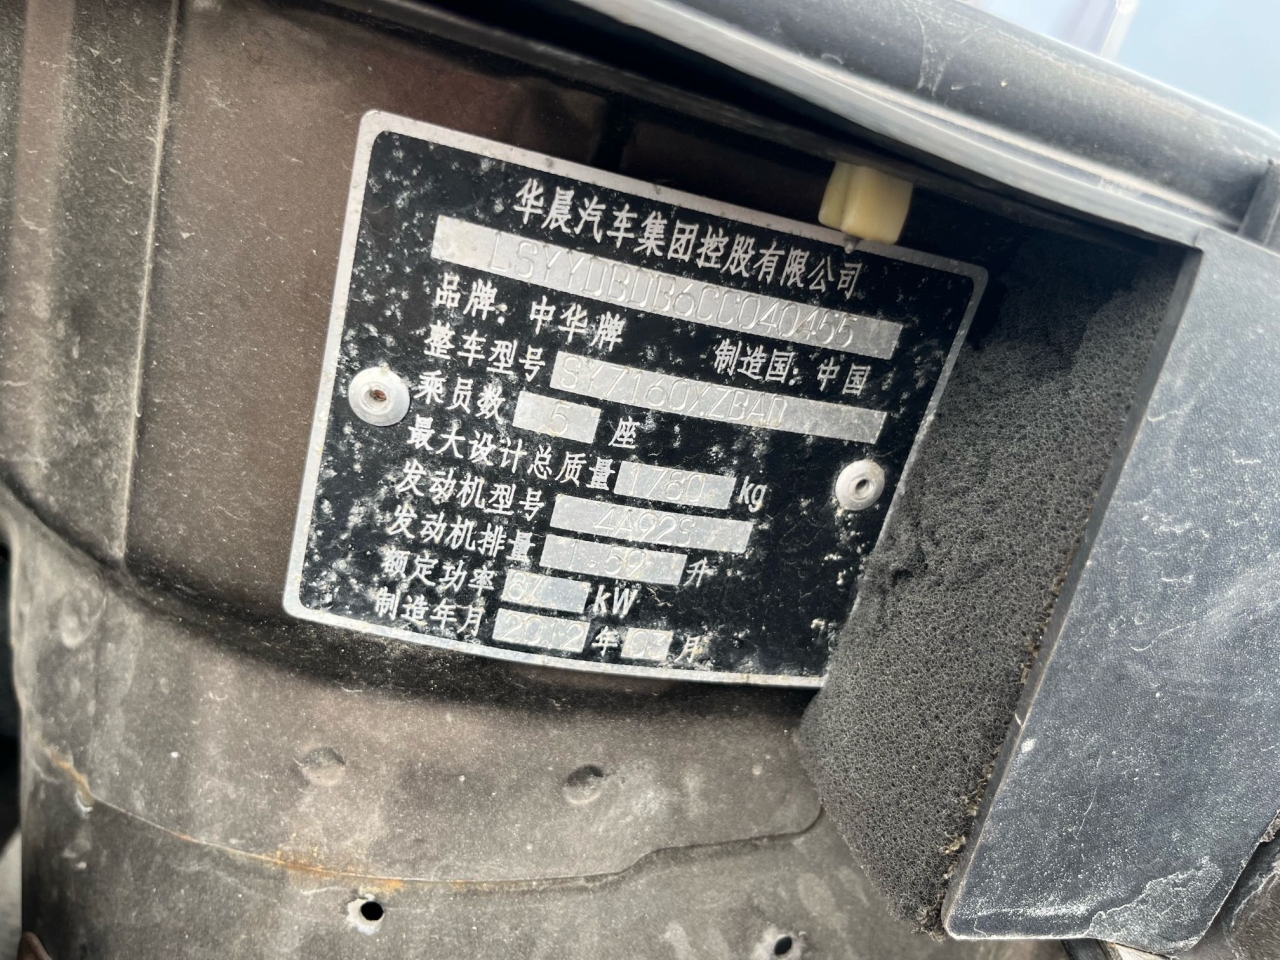 华晨汽车集团控股有限公司
LSYYDBDB6CC040455
品牌：中华牌 制造国：中国
整车型号 SY7160XZBAD
乘员数 5 座
最大设计总质量 1760 kg
发动机型号 4A92S
发动机排量 1.59 升
额定功率 kW
制造年月 2012 年 月